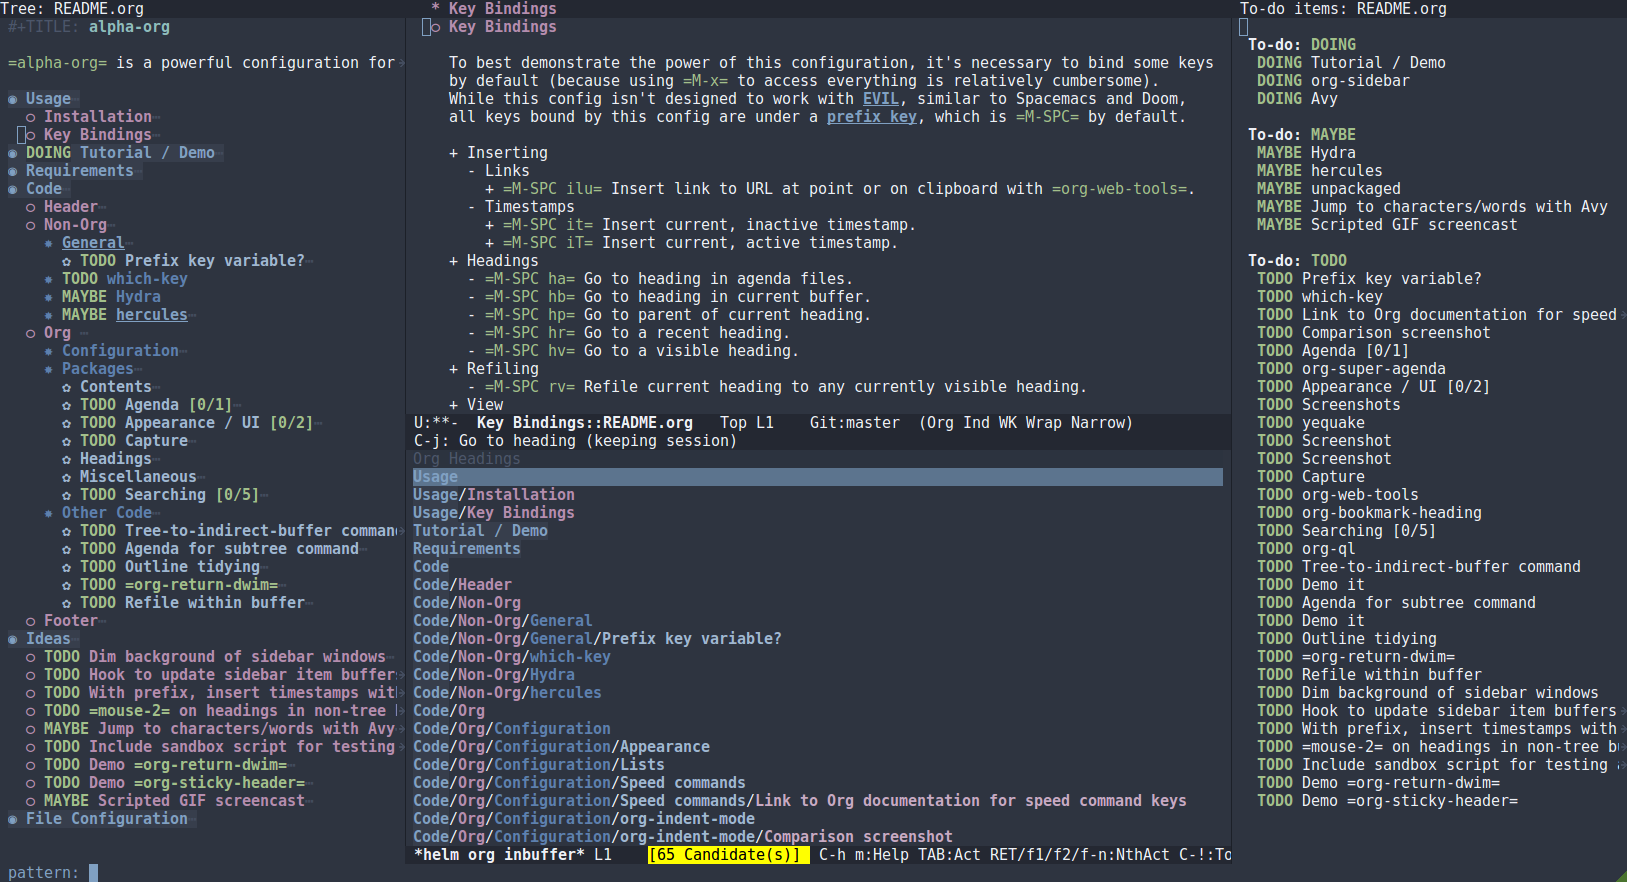 Tree: README.org
#+TITLE: alpha-org
=alpha-org= is a powerful configuration for
◉ Usage
○ Installation
○ Key Bindings
◉ DOING Tutorial / Demo
◉ Requirements
◉ Code
○ Header
○ Non-Org
✸ General
✿ TODO Prefix key variable?
✸ TODO which-key
✸ MAYBE Hydra
✸ MAYBE hercules
○ Org
✸ Configuration
✸ Packages
✿ Contents
✿ TODO Agenda [0/1]
✿ TODO Appearance / UI [0/2]
✿ TODO Capture
✿ Headings
✿ Miscellaneous
✿ TODO Searching [0/5]
✸ Other Code
✿ TODO Tree-to-indirect-buffer comman
✿ TODO Agenda for subtree command
✿ TODO Outline tidying
✿ TODO =org-return-dwim=
✿ TODO Refile within buffer
○ Footer
◉ Ideas
○ TODO Dim background of sidebar windows
○ TODO Hook to update sidebar item buffer
○ TODO With prefix, insert timestamps wit
○ TODO =mouse-2= on headings in non-tree
○ MAYBE Jump to characters/words with Avy
○ TODO Include sandbox script for testing
○ TODO Demo =org-return-dwim=
○ TODO Demo =org-sticky-header=
○ MAYBE Scripted GIF screencast
◉ File Configuration
* Key Bindings
○ Key Bindings
To best demonstrate the power of this configuration, it's necessary to bind some keys
by default (because using =M-x= to access everything is relatively cumbersome).
While this config isn't designed to work with EVIL, similar to Spacemacs and Doom,
all keys bound by this config are under a prefix key, which is =M-SPC= by default.
+ Inserting
- Links
+ =M-SPC ilu= Insert link to URL at point or on clipboard with =org-web-tools=.
- Timestamps
+ =M-SPC it= Insert current, inactive timestamp.
+ =M-SPC iT= Insert current, active timestamp.
+ Headings
- =M-SPC ha= Go to heading in agenda files.
- =M-SPC hb= Go to heading in current buffer.
- =M-SPC hp= Go to parent of current heading.
- =M-SPC hr= Go to a recent heading.
- =M-SPC hv= Go to a visible heading.
+ Refiling
- =M-SPC rv= Refile current heading to any currently visible heading.
+ View
U:**-  Key Bindings::README.org   Top L1    Git:master  (Org Ind WK Wrap Narrow)
C-j: Go to heading (keeping session)
Org Headings
Usage
Usage/Installation
Usage/Key Bindings
Tutorial / Demo
Requirements
Code
Code/Header
Code/Non-Org
Code/Non-Org/General
Code/Non-Org/General/Prefix key variable?
Code/Non-Org/which-key
Code/Non-Org/Hydra
Code/Non-Org/hercules
Code/Org
Code/Org/Configuration
Code/Org/Configuration/Appearance
Code/Org/Configuration/Lists
Code/Org/Configuration/Speed commands
Code/Org/Configuration/Speed commands/Link to Org documentation for speed command keys
Code/Org/Configuration/org-indent-mode
Code/Org/Configuration/org-indent-mode/Comparison screenshot
*helm org inbuffer* L1    [65 Candidate(s)]  C-h m:Help TAB:Act RET/f1/f2/f-n:NthAct C-!:To
To-do items: README.org
To-do: DOING
DOING Tutorial / Demo
DOING org-sidebar
DOING Avy
To-do: MAYBE
MAYBE Hydra
MAYBE hercules
MAYBE unpackaged
MAYBE Jump to characters/words with Avy
MAYBE Scripted GIF screencast
To-do: TODO
TODO Prefix key variable?
TODO which-key
TODO Link to Org documentation for speed
TODO Comparison screenshot
TODO Agenda [0/1]
TODO org-super-agenda
TODO Appearance / UI [0/2]
TODO Screenshots
TODO yequake
TODO Screenshot
TODO Screenshot
TODO Capture
TODO org-web-tools
TODO org-bookmark-heading
TODO Searching [0/5]
TODO org-ql
TODO Tree-to-indirect-buffer command
TODO Demo it
TODO Agenda for subtree command
TODO Demo it
TODO Outline tidying
TODO =org-return-dwim=
TODO Refile within buffer
TODO Dim background of sidebar windows
TODO Hook to update sidebar item buffers
TODO With prefix, insert timestamps with
TODO =mouse-2= on headings in non-tree b
TODO Include sandbox script for testing
TODO Demo =org-return-dwim=
TODO Demo =org-sticky-header=
pattern: